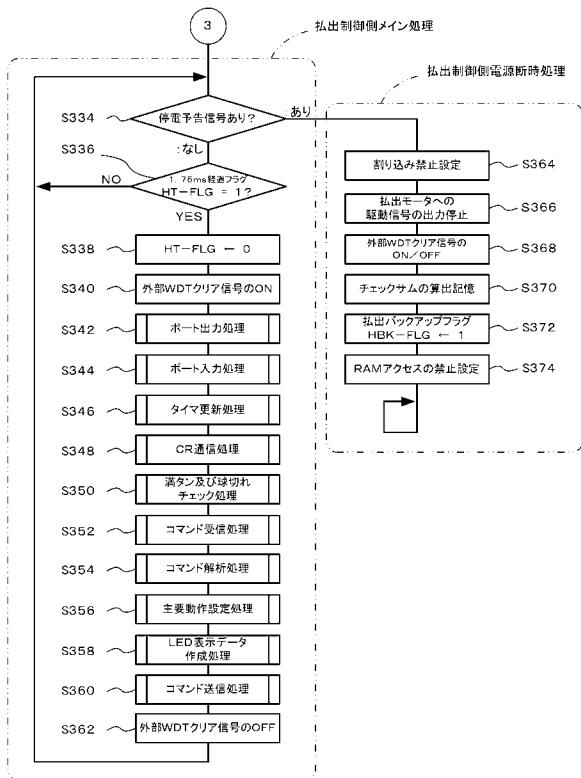 3
払出制御側メイン処理
払出制御側電源断時処理
S334
停電予告信号あり?
あり
:なし
S336
1.75ms経過フラグ
HT-FLG = 1?
NO
YES
S338
HT-FLG ← 0
S340
外部WDTクリア信号のON
S342
ポート出力処理
S344
ポート入力処理
S346
タイマ更新処理
S348
CR通信処理
S350
満タン及び球切れ
チェック処理
S352
コマンド受信処理
S354
コマンド解析処理
S356
主要動作設定処理
S358
LED表示データ
作成処理
S360
コマンド送信処理
S362
外部WDTクリア信号のOFF
割り込み禁止設定
S364
払出モータへの
駆動信号の出力停止
S366
外部WDTクリア信号の
ON/OFF
S368
チェックサムの算出記憶
S370
払出バックアップフラグ
HBK-FLG ← 1
S372
RAMアクセスの禁止設定
S374